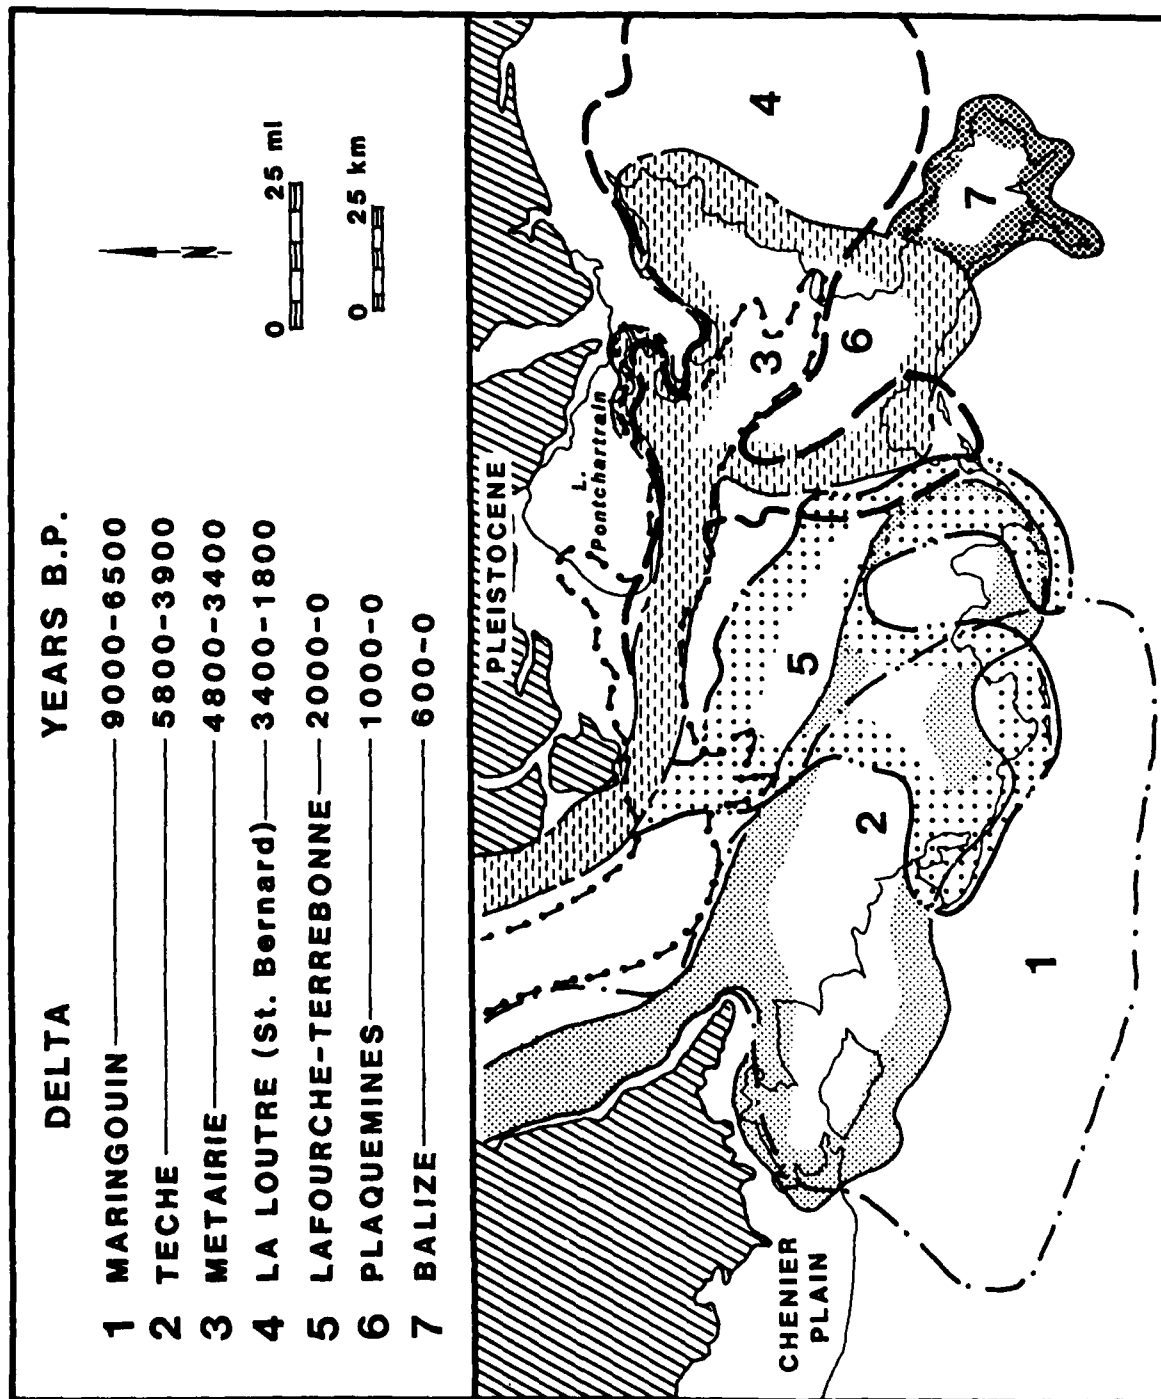 DELTA YEARS B.P.
1 MARINGOUIN 9000-6500
2 TECHE 5800-3900
3 METAIRIE 4800-3400
4 LA LOUTRE (St. Bernard) 3400-1800
5 LAFOURCHE-TERREBONNE 2000-0
6 PLAQUEMINES 1000-0
7 BALIZE 600-0
N
0 25 mi
0 25 km
PLEISTOCENE
L.
Pontchartrain
CHENIER
PLAIN
1
2
3
4
5
6
7